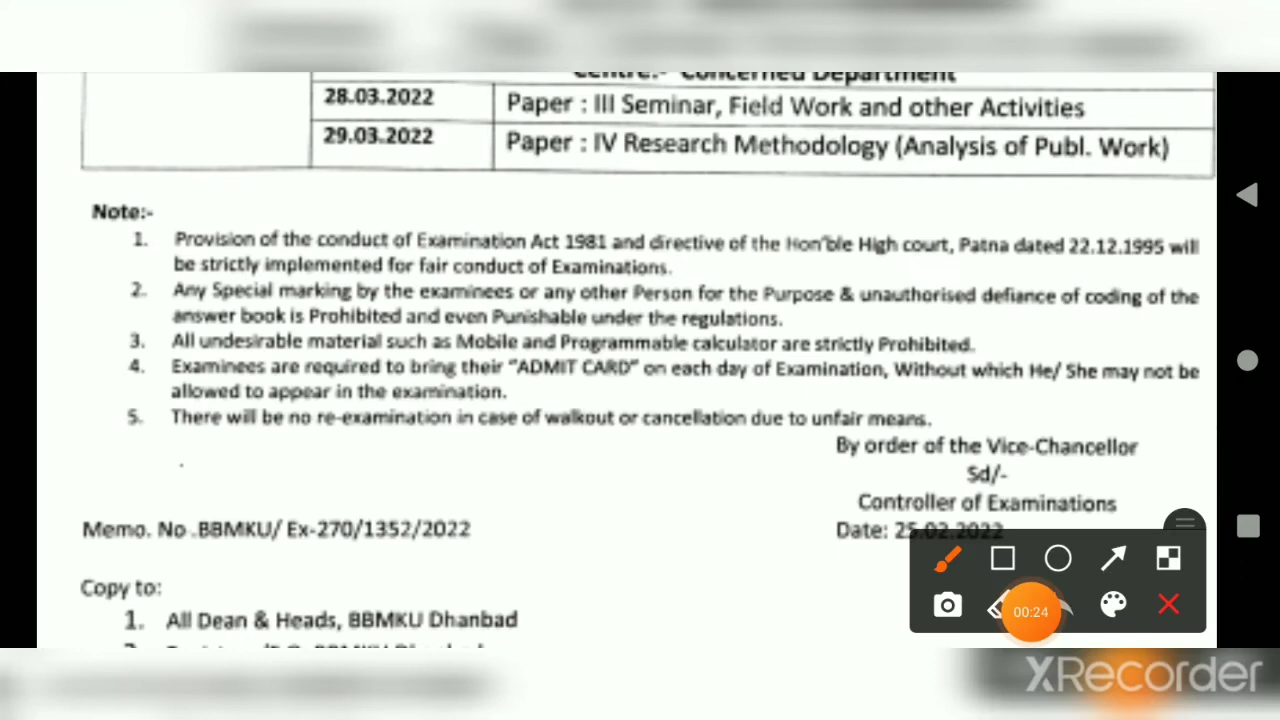 Centre:- Concerned Department
28.03.2022 Paper : III Seminar, Field Work and other Activities
29.03.2022 Paper : IV Research Methodology (Analysis of Publ. Work)
Note:-
1. Provision of the conduct of Examination Act 1981 and directive of the Hon'ble High court, Patna dated 22.12.1995 will
be strictly implemented for fair conduct of Examinations.
2. Any Special marking by the examinees or any other Person for the Purpose & unauthorised defiance of coding of the
answer book is Prohibited and even Punishable under the regulations.
3. All undesirable material such as Mobile and Programmable calculator are strictly Prohibited.
4. Examinees are required to bring their "ADMIT CARD" on each day of Examination, Without which He/ She may not be
allowed to appear in the examination.
5. There will be no re-examination in case of walkout or cancellation due to unfair means.
By order of the Vice-Chancellor
Sd/-
Controller of Examinations
Memo. No .BBMKU/ Ex-270/1352/2022 Date: 25.02.2022
Copy to:
1. All Dean & Heads, BBMKU Dhanbad
00:24
XRecorder